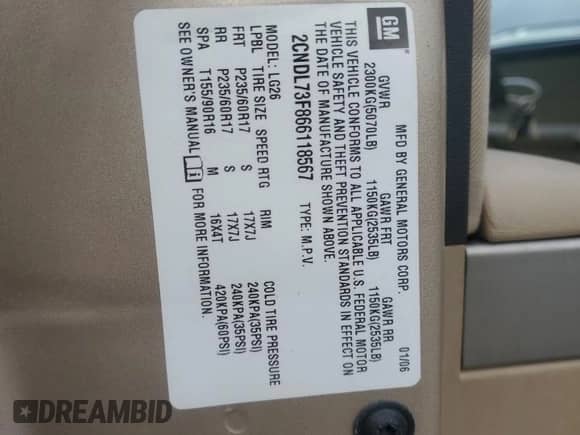 GM
MFD BY GENERAL MOTORS CORP. 01/06
GVWR GAWR FRT GAWR RR
2300KG(5070LB) 1150KG(2535LB) 1150KG(2535LB)
THIS VEHICLE CONFORMS TO ALL APPLICABLE U.S. FEDERAL MOTOR
VEHICLE SAFETY AND THEFT PREVENTION STANDARDS IN EFFECT ON
THE DATE OF MANUFACTURE SHOWN ABOVE.
2CNDL73F866118567 TYPE: M.P.V.
MODEL: LG26
LPBL TIRE SIZE SPEED RTG RIM COLD TIRE PRESSURE
FRT P235/60R17 S 17X7J 240KPA(35PSI)
RR P235/60R17 S 17X7J 240KPA(35PSI)
SPA T155/90R16 M 16X4T 420KPA(60PSI)
SEE OWNER'S MANUAL FOR MORE INFORMATION.
DREAMBID